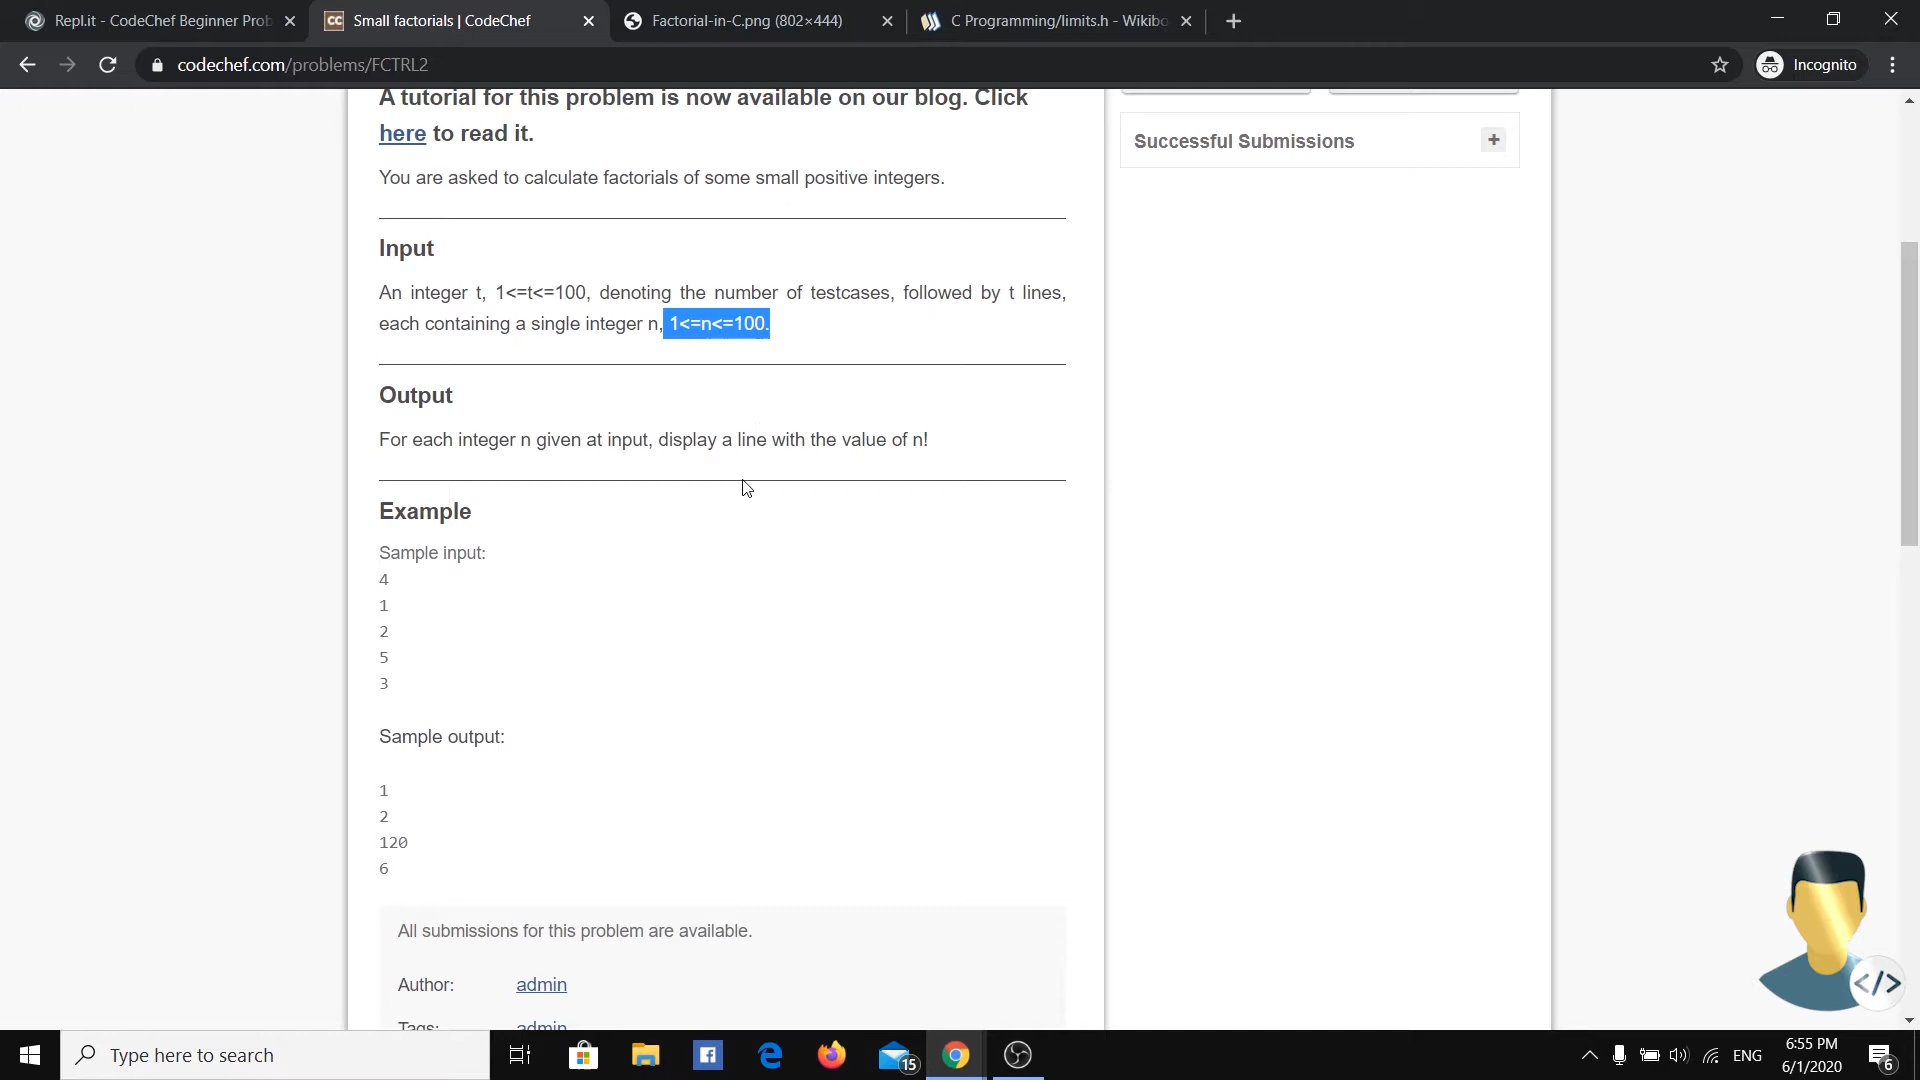 Repl.it - CodeChef Beginner Prob
Small factorials | CodeChef
Factorial-in-C.png (802×444)
C Programming/limits.h - Wikibo
codechef.com/problems/FCTRL2
Incognito
A tutorial for this problem is now available on our blog. Click
here to read it.
Successful Submissions
+
You are asked to calculate factorials of some small positive integers.
Input
An integer t, 1<=t<=100, denoting the number of testcases, followed by t lines,
each containing a single integer n, 1<=n<=100.
Output
For each integer n given at input, display a line with the value of n!
Example
Sample input:
4
1
2
5
3
Sample output:
1
2
120
6
All submissions for this problem are available.
Author: admin
Tags: admin
</>
Type here to search
15
ENG
6:55 PM
6/1/2020
6